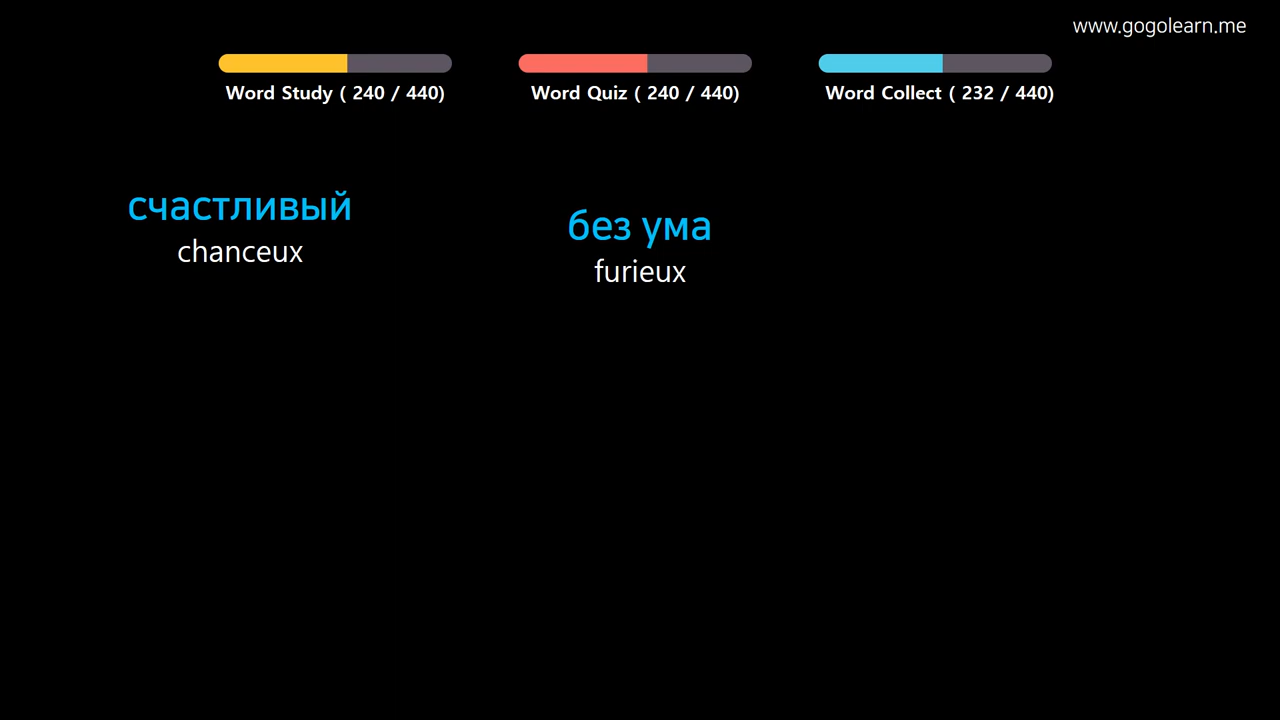 www.gogolearn.me
Word Study ( 240 / 440)
Word Quiz ( 240 / 440)
Word Collect ( 232 / 440)
счастливый
chanceux
без ума
furieux